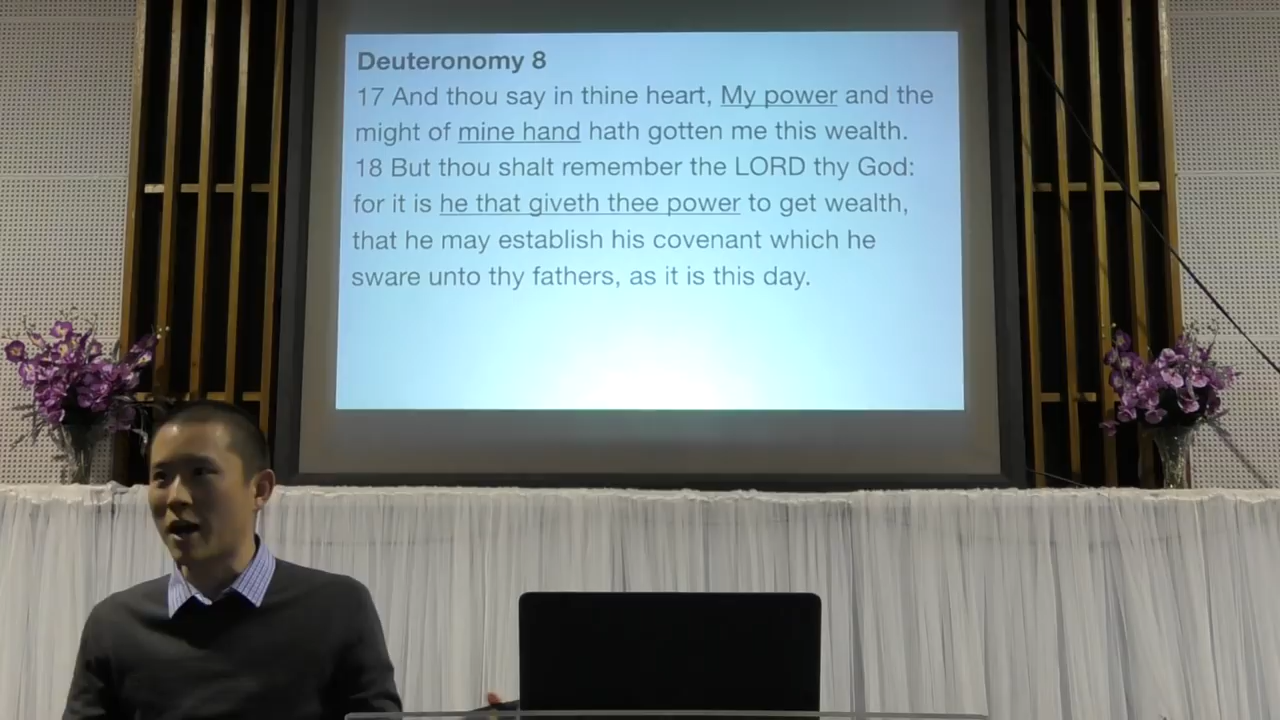 Deuteronomy 8
17 And thou say in thine heart, My power and the
might of mine hand hath gotten me this wealth.
18 But thou shalt remember the LORD thy God:
for it is he that giveth thee power to get wealth,
that he may establish his covenant which he
sware unto thy fathers, as it is this day.